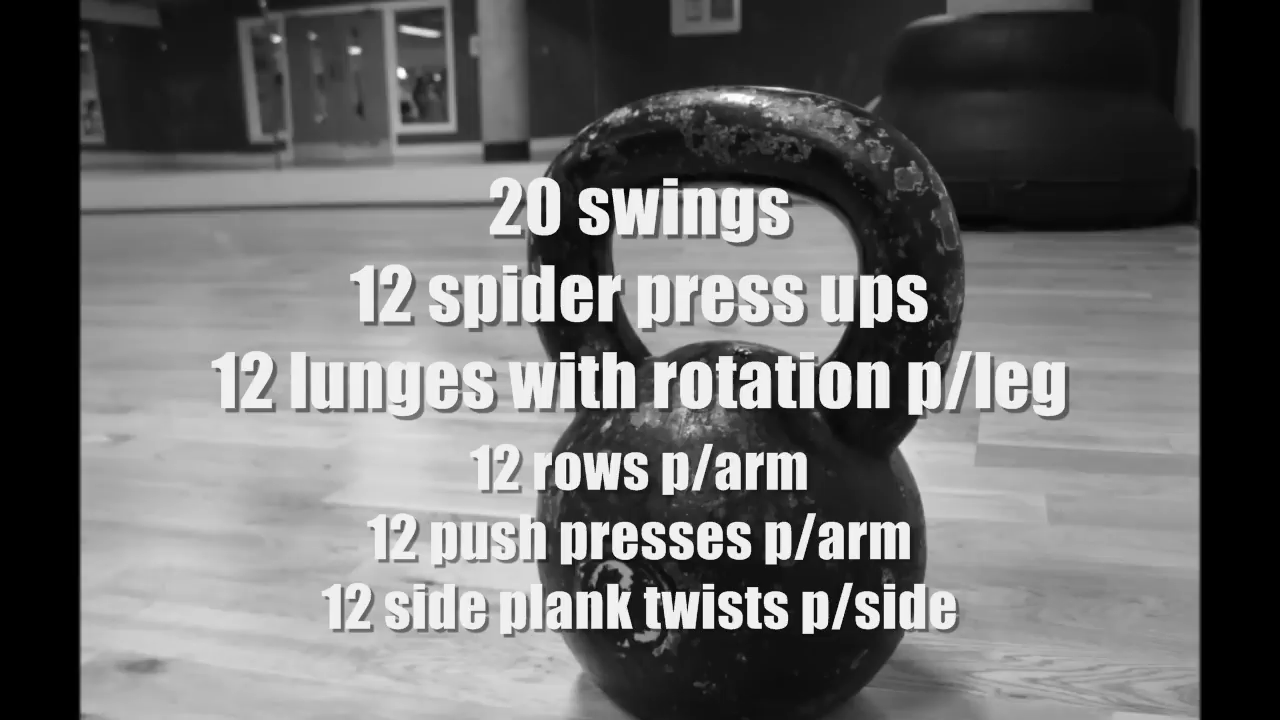 20 swings
12 spider press ups
12 lunges with rotation p/leg
12 rows p/arm
12 push presses p/arm
12 side plank twists p/side